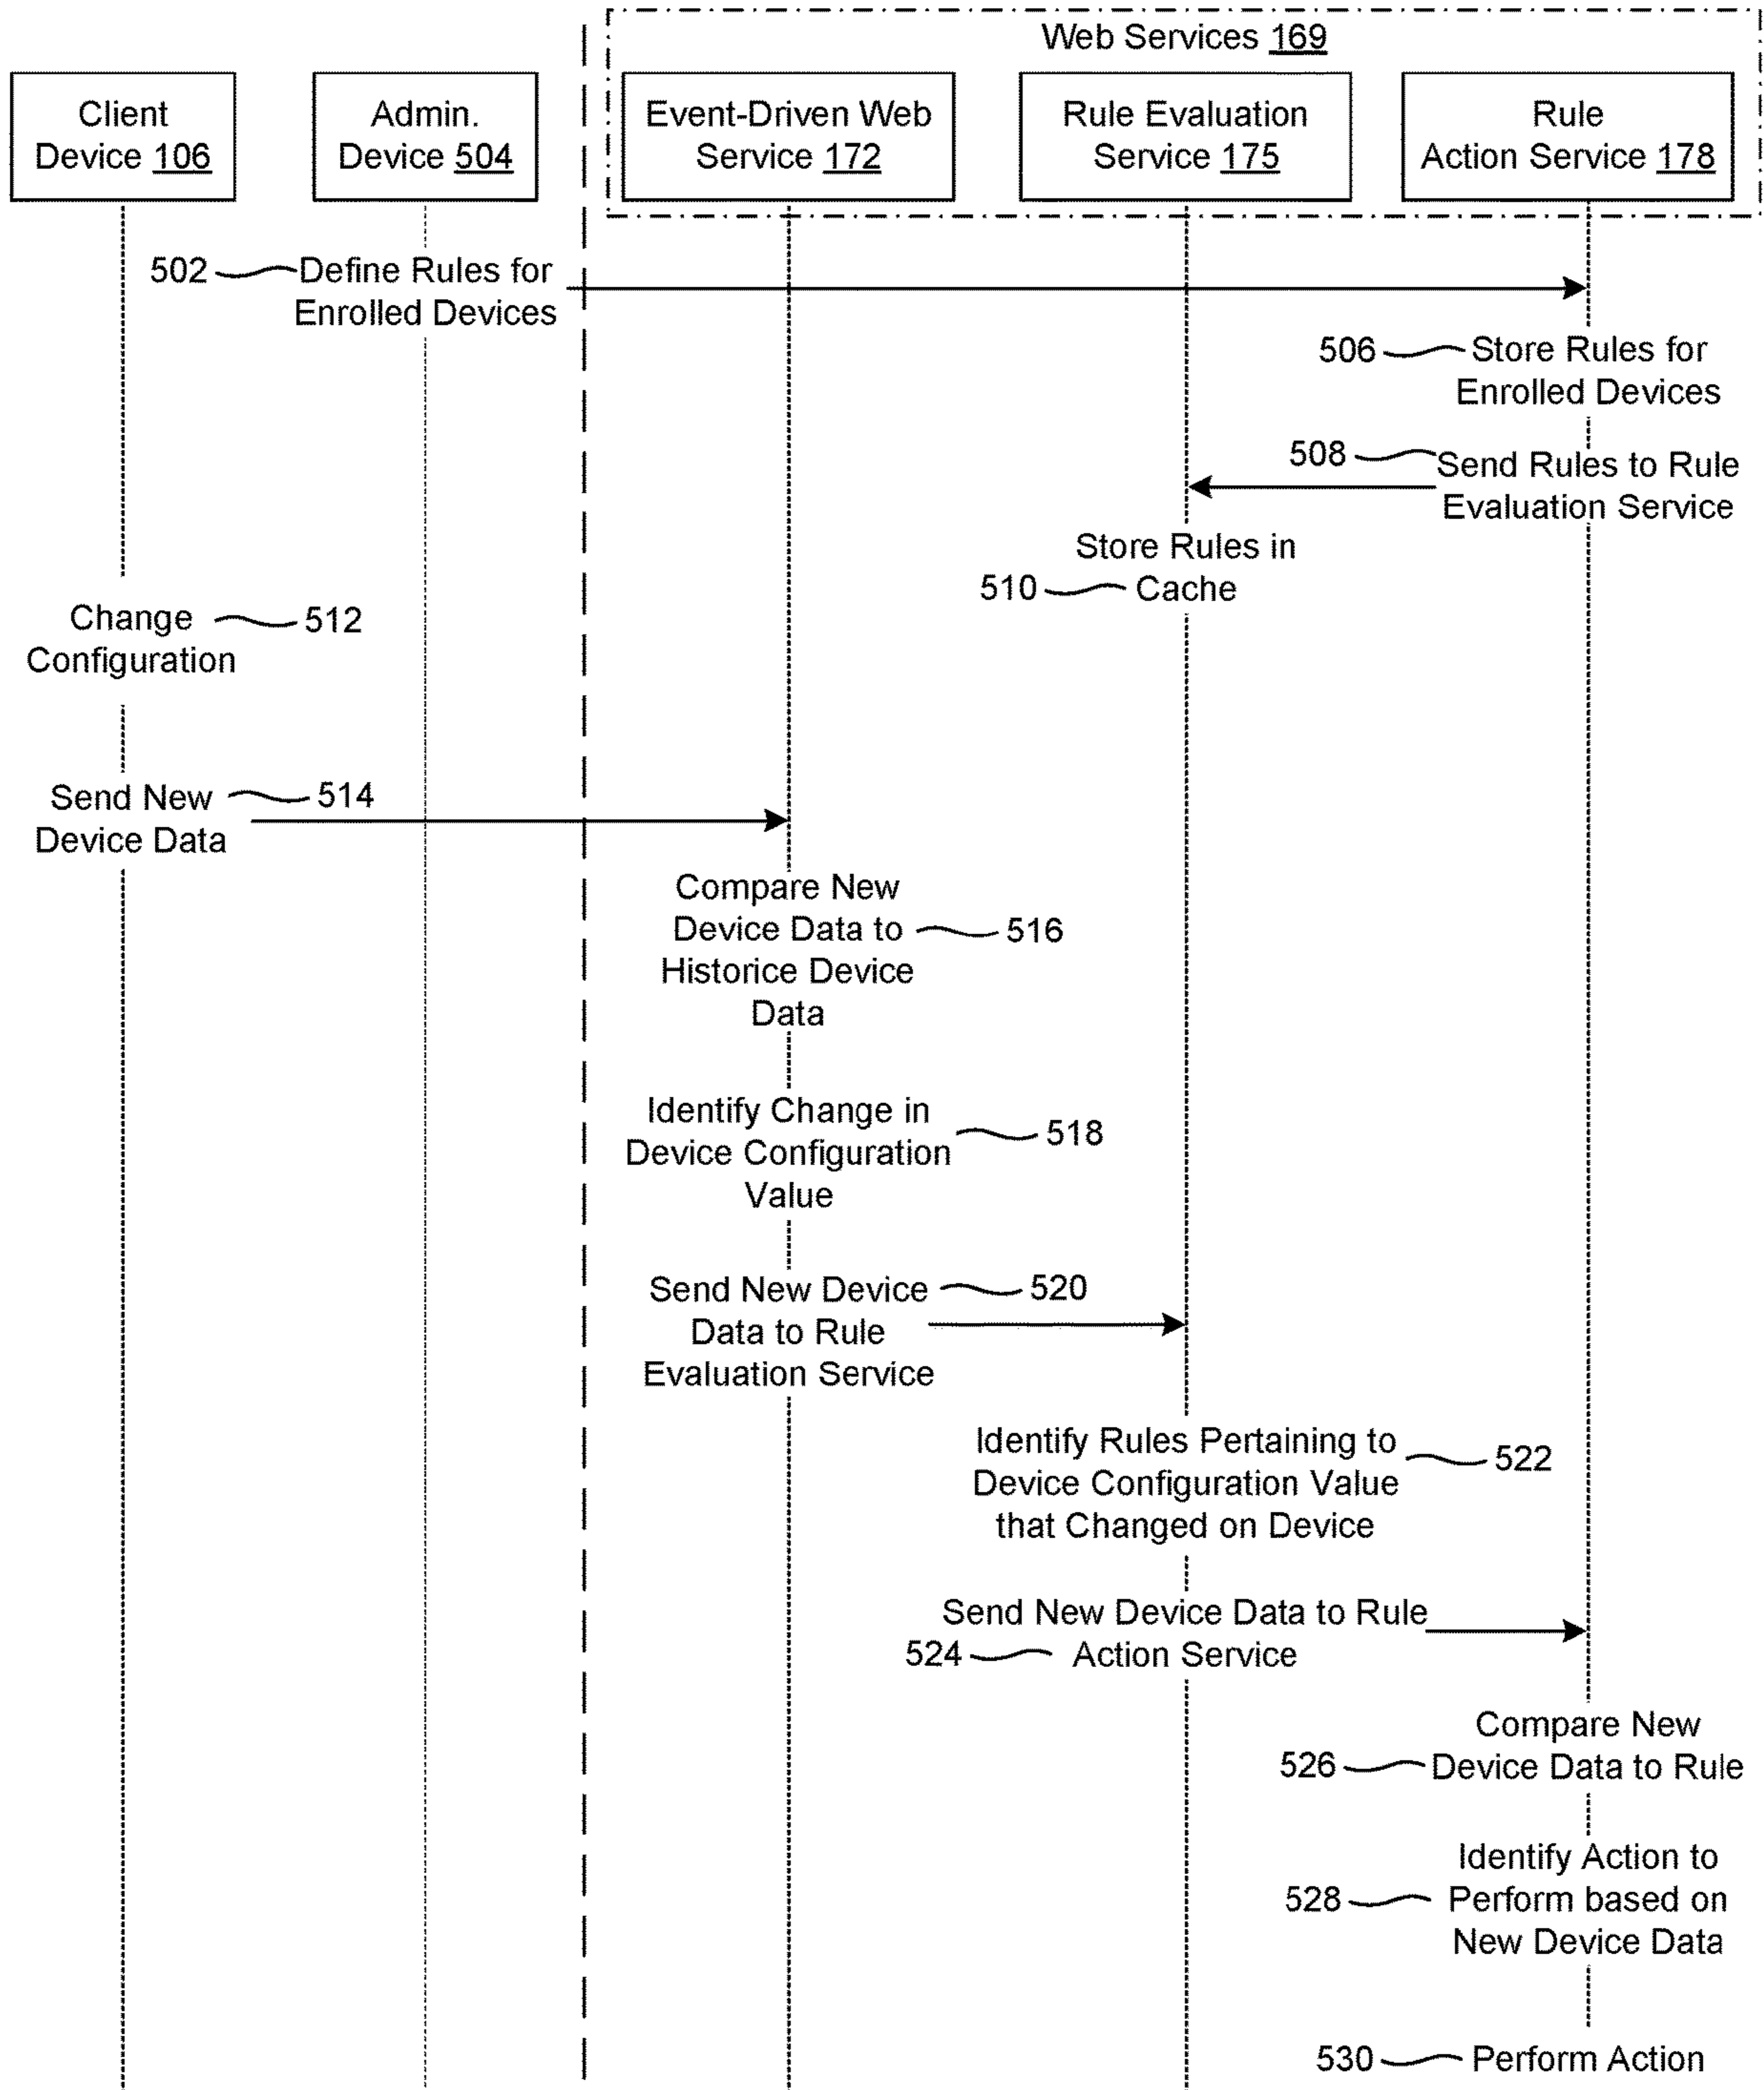 Web Services 169
Client
Device 106
Admin.
Device 504
Event-Driven Web
Service 172
Rule Evaluation
Service 175
Rule
Action Service 178
502
Define Rules for
Enrolled Devices
506
Store Rules for
Enrolled Devices
508
Send Rules to Rule
Evaluation Service
Store Rules in
510
Cache
Change
Configuration
512
Send New
Device Data
514
Compare New
Device Data to
Historice Device
Data
516
Identify Change in
Device Configuration
Value
518
Send New Device
Data to Rule
Evaluation Service
520
Identify Rules Pertaining to
Device Configuration Value
that Changed on Device
522
Send New Device Data to Rule
524
Action Service
Compare New
526
Device Data to Rule
Identify Action to
528
Perform based on
New Device Data
530
Perform Action